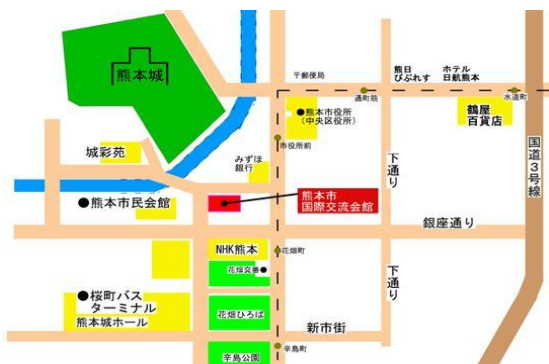 熊本城
〒郵便局
熊日
びぷれす
ホテル
日航熊本
通町筋
水道町
鶴屋
百貨店
熊本市役所
(中央区役所)
市役所前
城彩苑
みずほ
銀行
下通り
国道3号線
熊本市民会館
熊本市
国際交流会館
銀座通り
NHK熊本
花畑町
花畑交番
下通り
桜町バス
ターミナル
熊本城ホール
花畑ひろば
新市街
辛島公園
辛島町